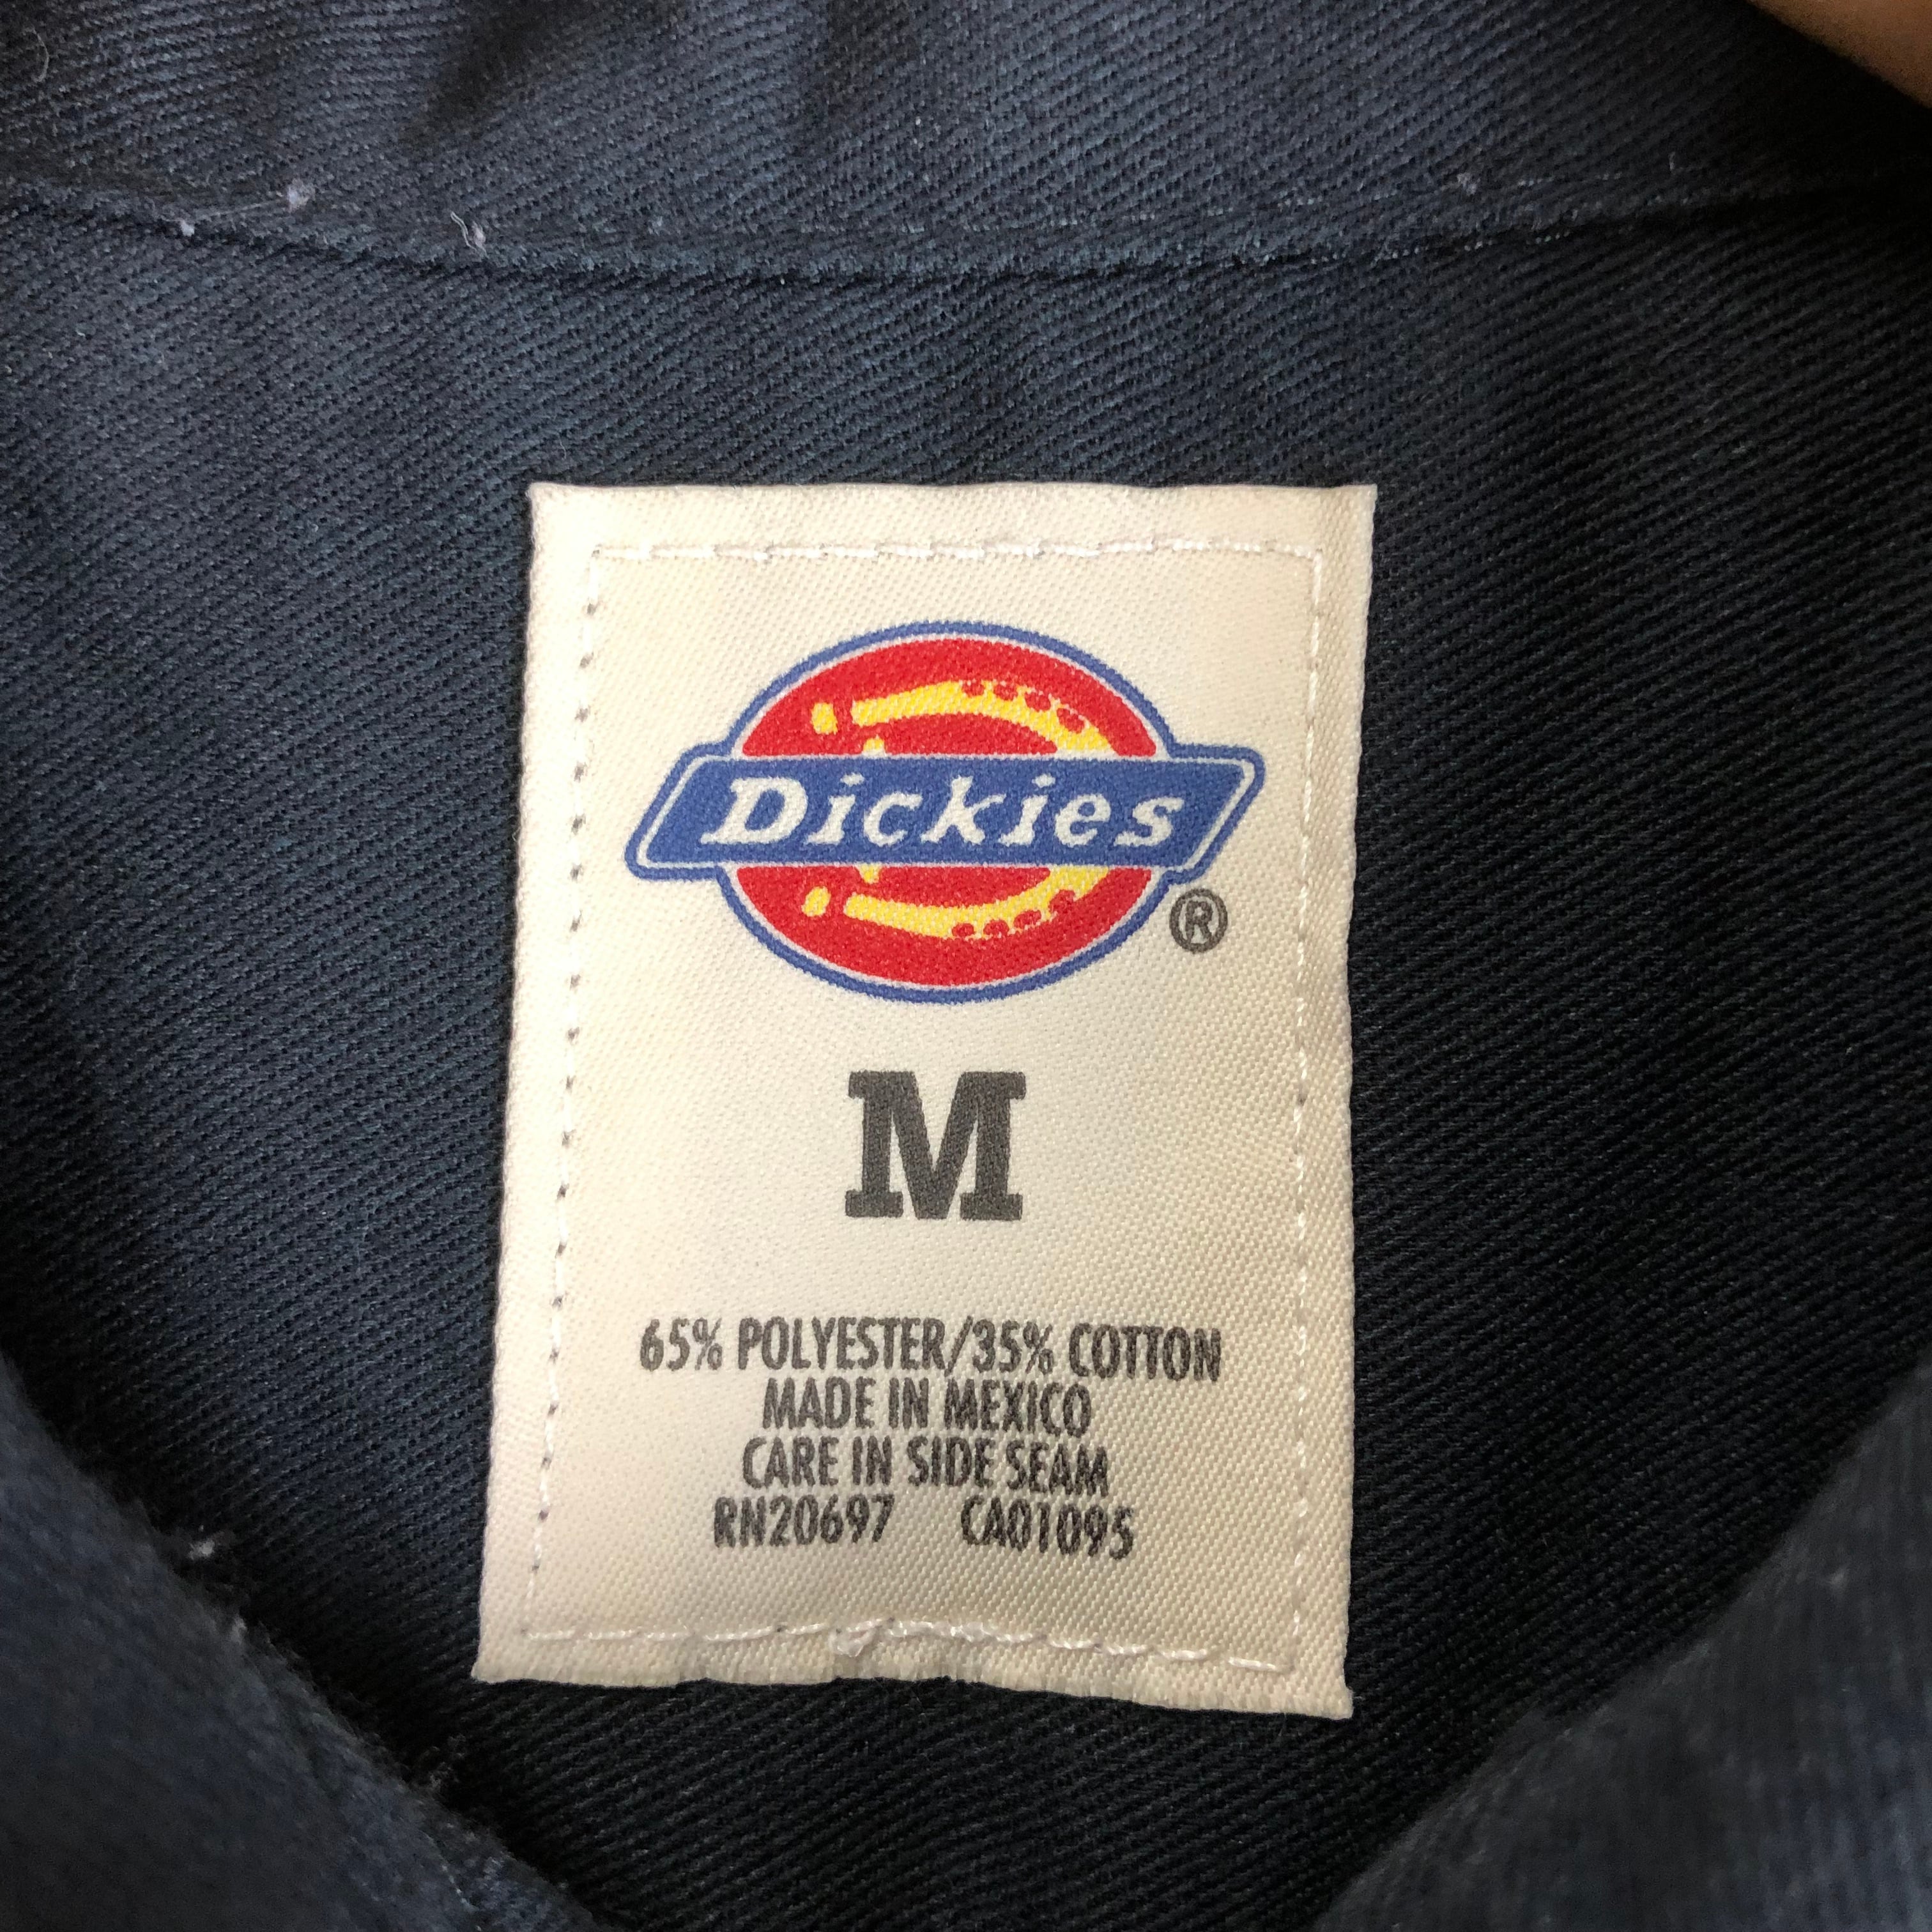 Dickies
®
M
65% POLYESTER/35% COTTON
MADE IN MEXICO
CARE IN SIDE SEAM
RN20697 CA01095